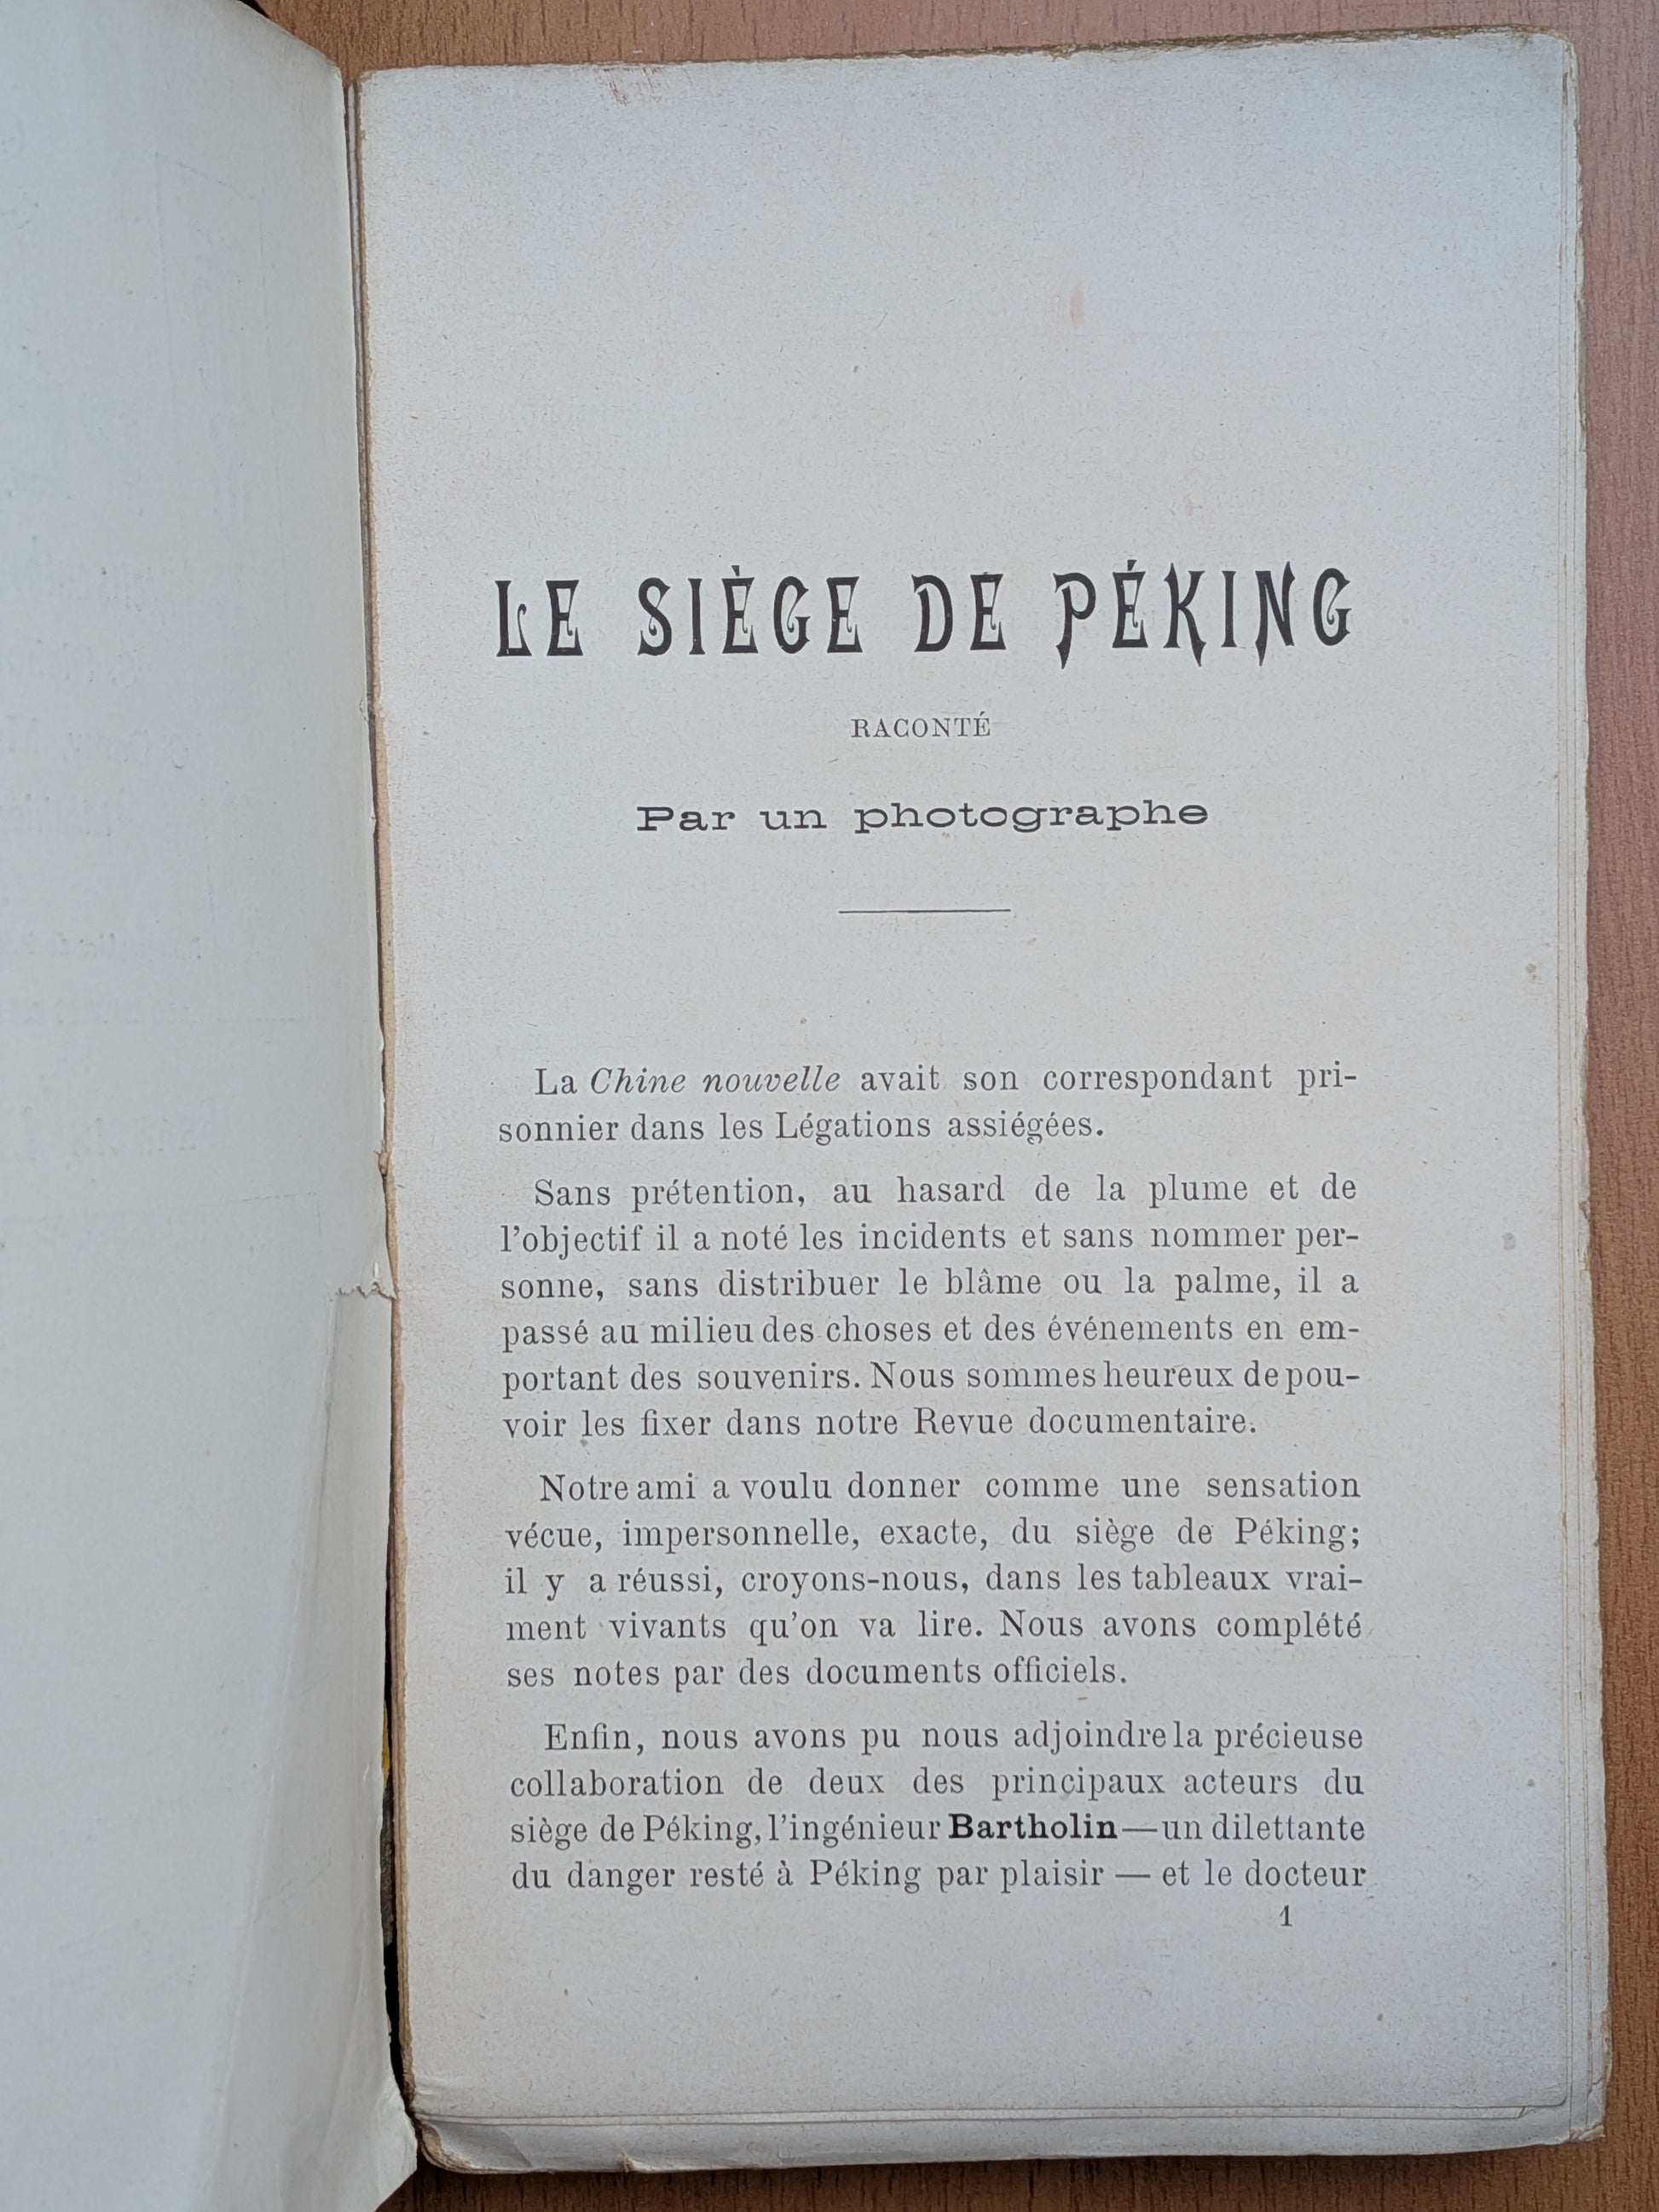 LE SIÈGE DE PÉKING
RACONTÉ
Par un photographe
La Chine nouvelle avait son correspondant pri-
sonnier dans les Légations assiégées.
Sans prétention, au hasard de la plume et de
l'objectif il a noté les incidents et sans nommer per-
sonne, sans distribuer le blâme ou la palme, il a
passé au milieu des choses et des événements en em-
portant des souvenirs. Nous sommes heureux de pou-
voir les fixer dans notre Revue documentaire.
Notre ami a voulu donner comme une sensation
vécue, impersonnelle, exacte, du siège de Péking;
il y a réussi, croyons-nous, dans les tableaux vrai-
ment vivants qu'on va lire. Nous avons complété
ses notes par des documents officiels.
Enfin, nous avons pu nous adjoindre la précieuse
collaboration de deux des principaux acteurs du
siège de Péking, l'ingénieur Bartholin—un dilettante
du danger resté à Péking par plaisir — et le docteur
1